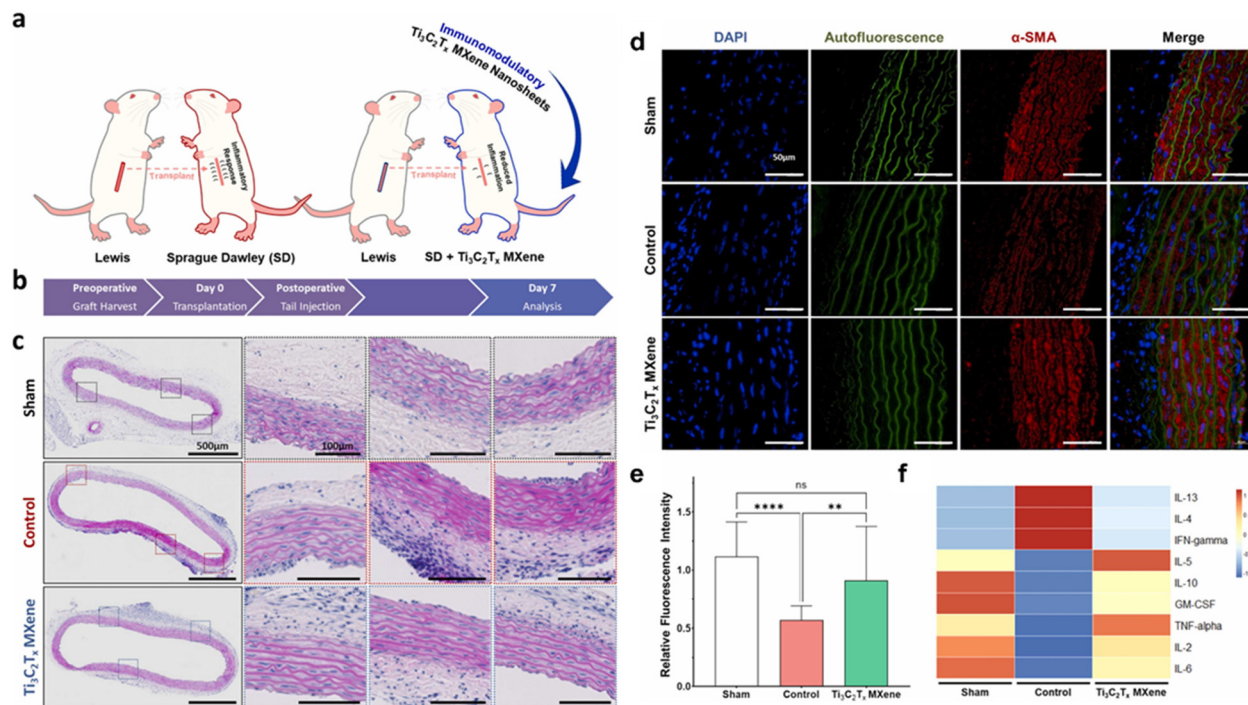 a
Immunomodulatory
Ti₃C₂Tₓ MXene Nanosheets
Inflammatory
Response
Transplant
Reduced
Inflammation
Transplant
Lewis
Sprague Dawley (SD)
Lewis
SD + Ti₃C₂Tₓ MXene
b
Preoperative
Graft Harvest
Day 0
Transplantation
Postoperative
Tail Injection
Day 7
Analysis
c
Sham
500μm
100μm
Control
Ti₃C₂Tₓ MXene
d
DAPI
Autofluorescence
α-SMA
Merge
Sham
50μm
Control
Ti₃C₂Tₓ MXene
e
Relative Fluorescence Intensity
1.5
1.0
0.5
0.0
ns
****
**
Sham
Control
Ti₃C₂Tₓ MXene
f
IL-13
IL-4
IFN-gamma
IL-5
IL-10
GM-CSF
TNF-alpha
IL-2
IL-6
Sham
Control
Ti₃C₂Tₓ MXene